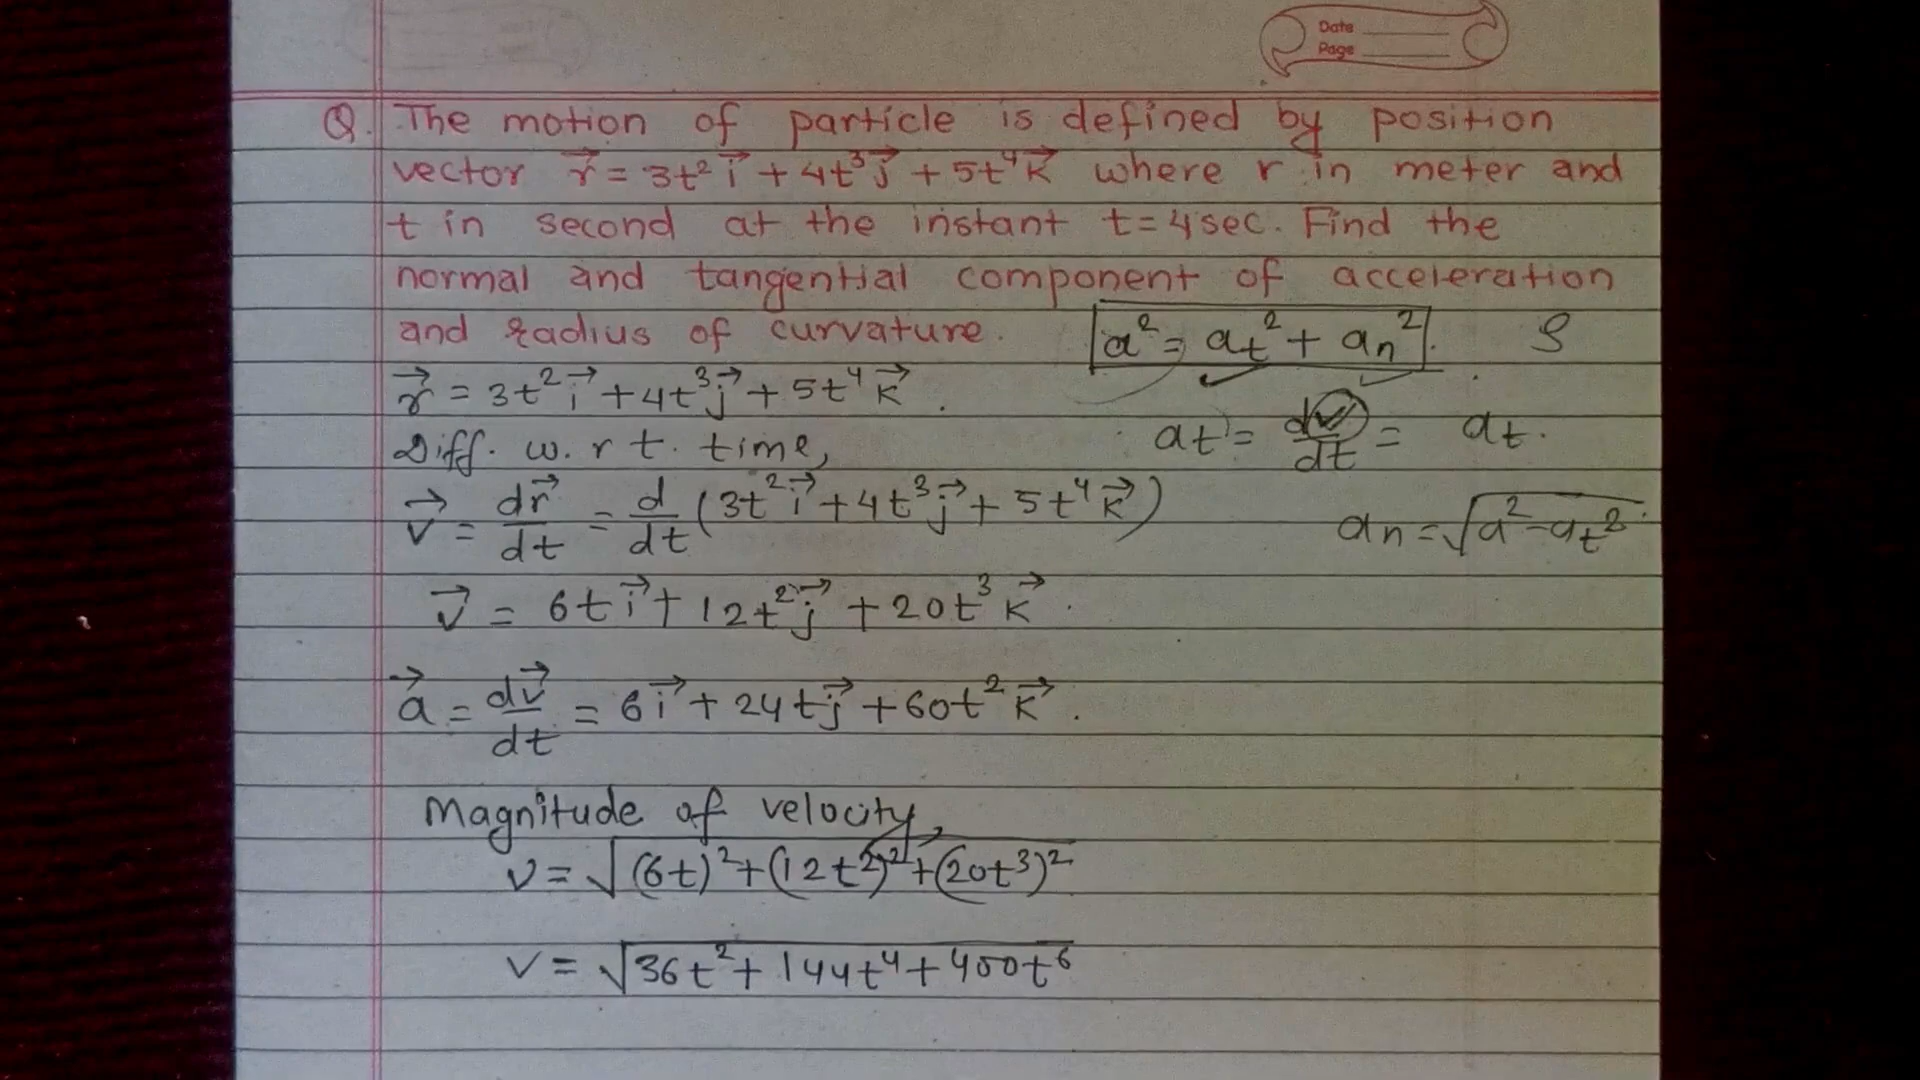 Date
Page
Q. The motion of particle is defined by position
vector r⃗ = 3t² i⃗ + 4t³ j⃗ + 5t⁴ k⃗ where r in meter and
t in second at the instant t = 4 sec. Find the
normal and tangential component of acceleration
and radius of curvature.
a² = at² + an². ρ
r⃗ = 3t² i⃗ + 4t³ j⃗ + 5t⁴ k⃗.
at = dv/dt = at.
Diff. w. r t. time,
v⃗ = dr⃗/dt = d/dt (3t² i⃗ + 4t³ j⃗ + 5t⁴ k⃗)
an = √(a² - at²)
v⃗ = 6t i⃗ + 12t² j⃗ + 20t³ k⃗.
a⃗ = dv⃗/dt = 6 i⃗ + 24t j⃗ + 60t² k⃗.
Magnitude of velocity,
v = √((6t)² + (12t²)² + (20t³)²)
v = √(36t² + 144t⁴ + 400t⁶)